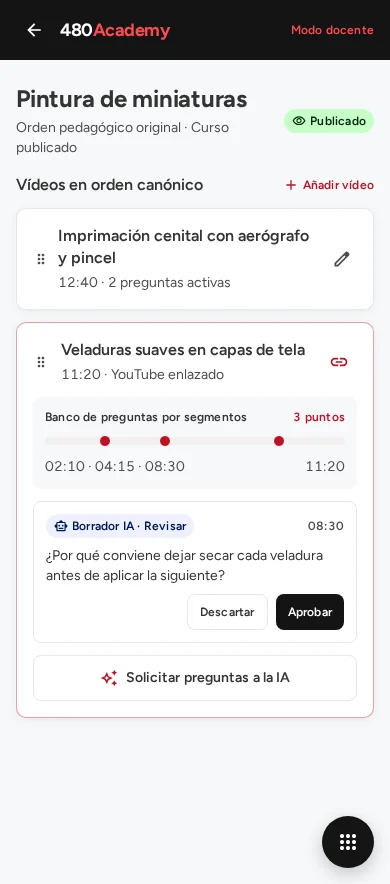 480Academy
Modo docente
Pintura de miniaturas
Orden pedagógico original · Curso
publicado
Publicado
Vídeos en orden canónico
Añadir vídeo
Imprimación cenital con aerógrafo
y pincel
12:40 · 2 preguntas activas
Veladuras suaves en capas de tela
11:20 · YouTube enlazado
Banco de preguntas por segmentos
3 puntos
02:10 · 04:15 · 08:30
11:20
Borrador IA · Revisar
08:30
¿Por qué conviene dejar secar cada veladura
antes de aplicar la siguiente?
Descartar
Aprobar
Solicitar preguntas a la IA